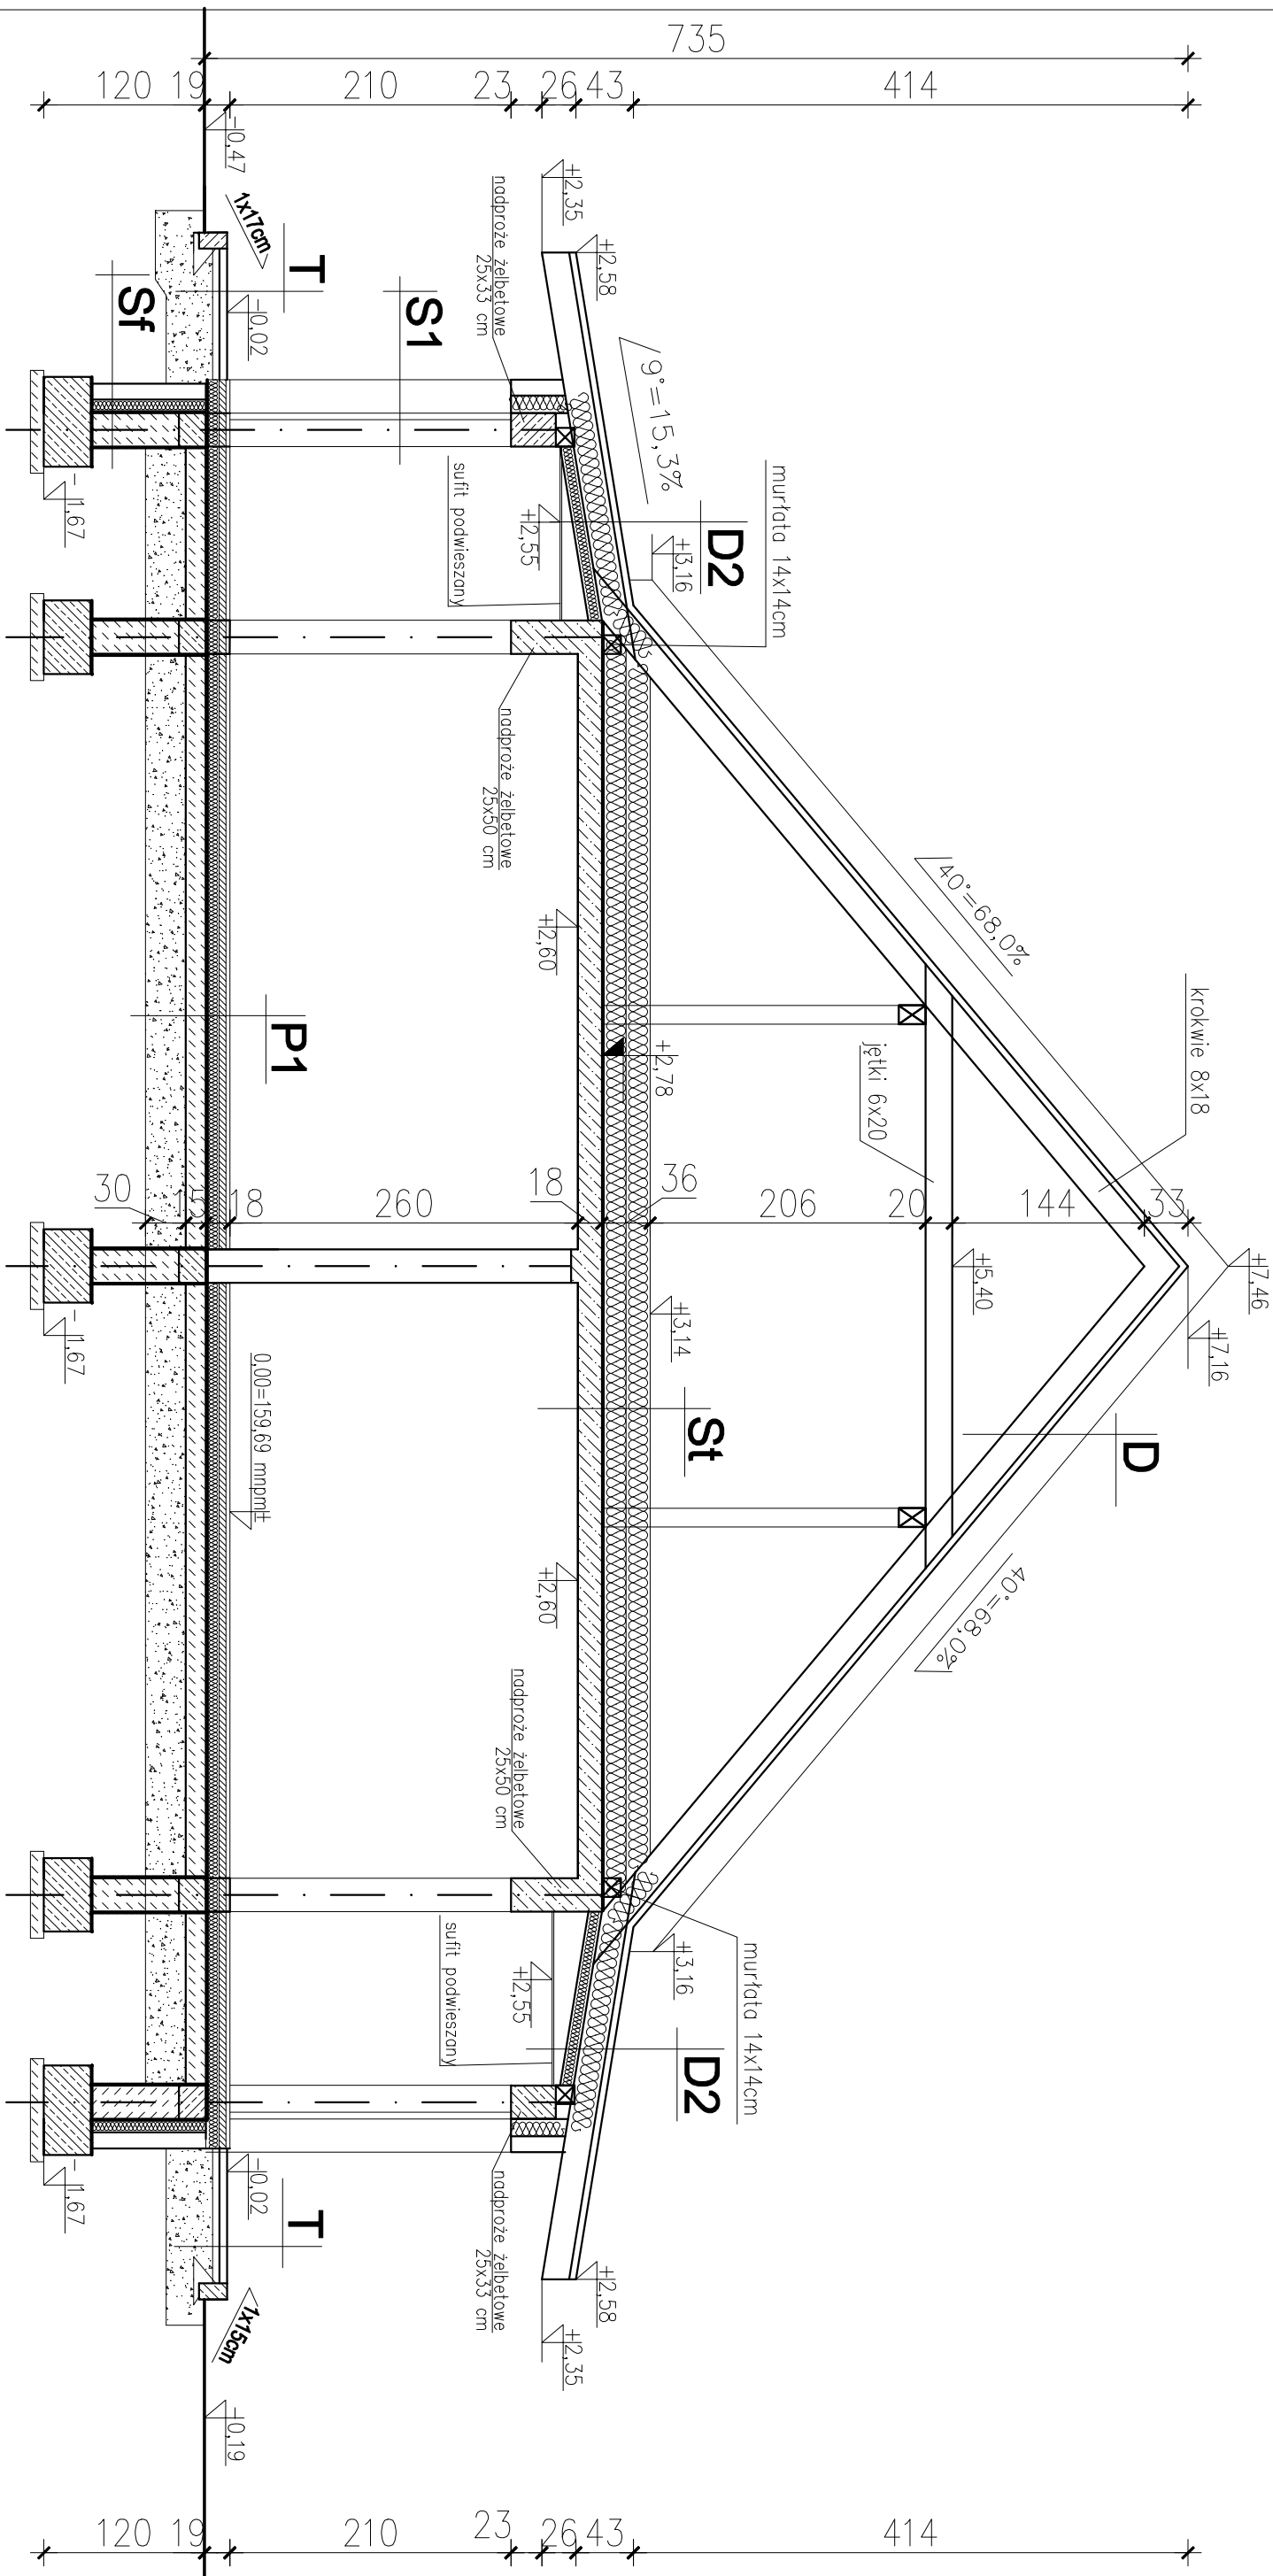 735
120 19 210 23 26 43 414
-0,47
1x17cm
T
-0,02
Sf
S1
+2,35
+2,58
nadproże żelbetowe
25x33 cm
9°=15,3%
sufit podwieszany
+2,55
D2
+3,16
murłata 14x14cm
-1,67
nadproże żelbetowe
25x50 cm
+2,60
40°=68,0%
krokwie 8x18
jętki 6x20
+2,78
P1
30 15 18 260 18 36 206 20 144 33
+7,46
+7,16
+5,40
+3,14
-1,67
0,00=159,69 mnpmł
St
D
40°=68,0%
+2,60
nadproże żelbetowe
25x50 cm
sufit podwieszany
+2,55
+3,16
murłata 14x14cm
D2
-1,67
-0,02
T
nadproże żelbetowe
25x33 cm
+2,58
+2,35
1x15cm
-0,19
120 19 210 23 26 43 414